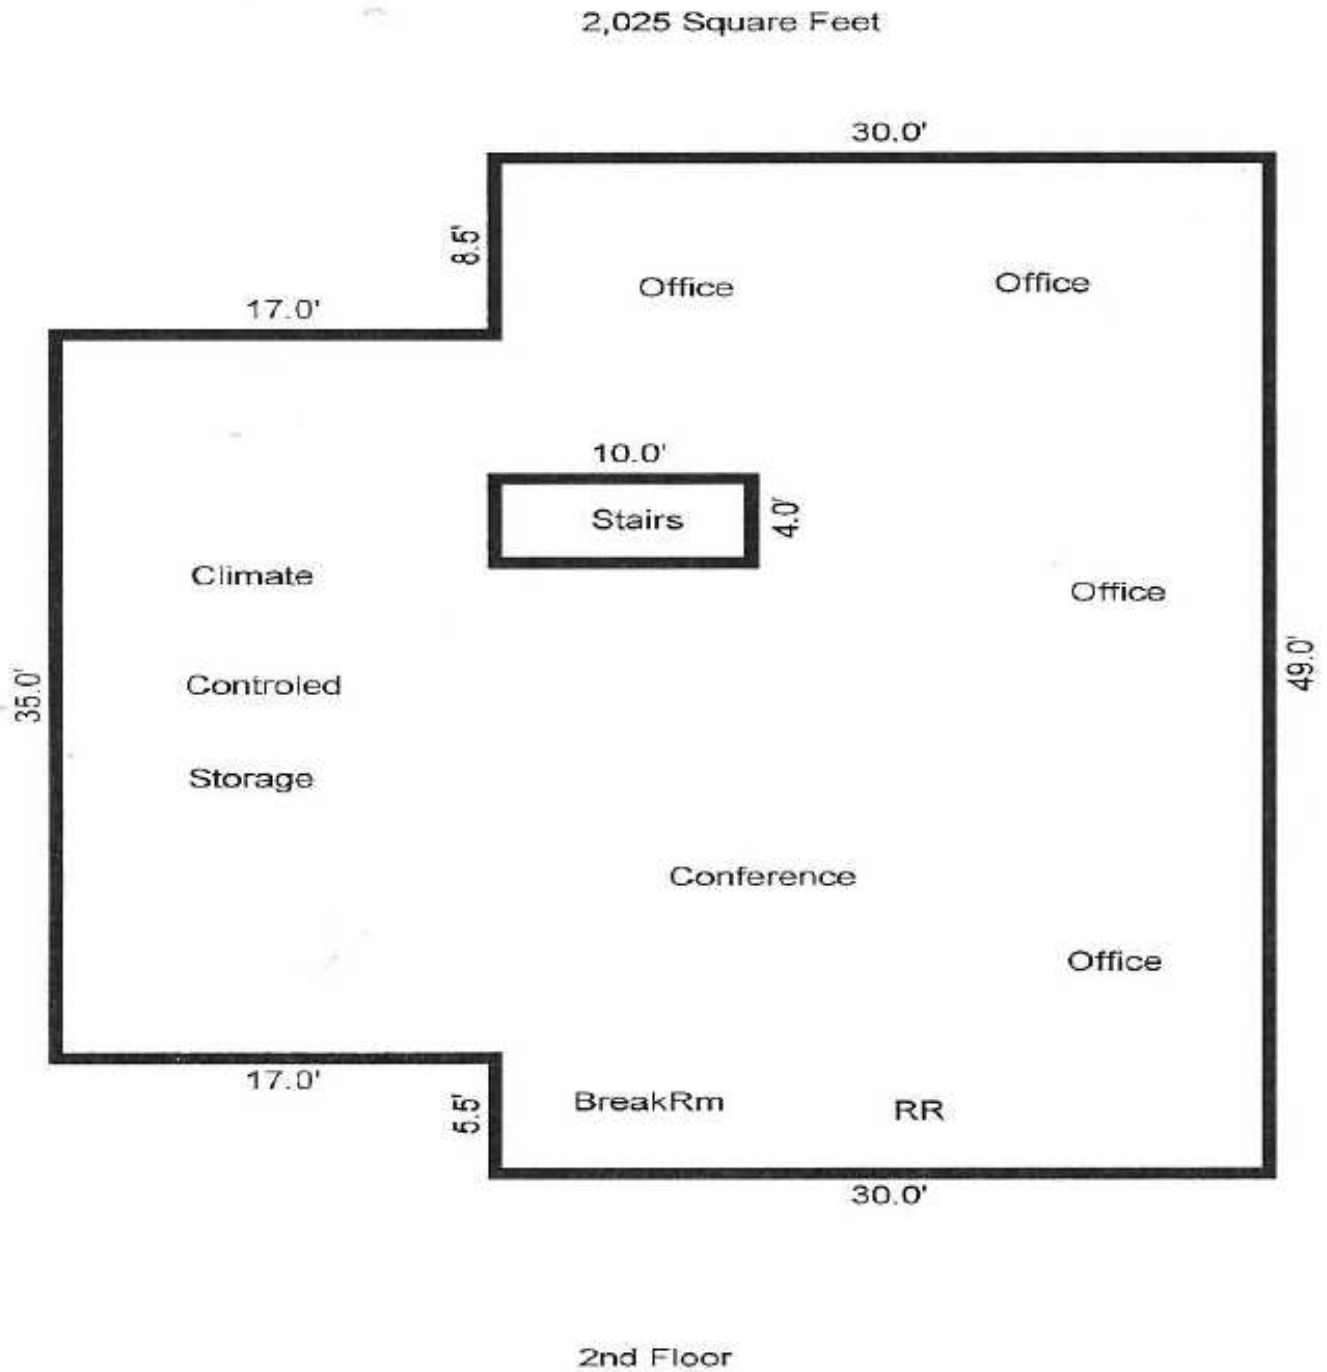 2,025 Square Feet
30.0'
8.5'
Office
Office
17.0'
10.0'
Stairs
4.0'
Climate
Office
Controled
35.0'
49.0'
Storage
Conference
Office
17.0'
5.5'
BreakRm
RR
30.0'
2nd Floor